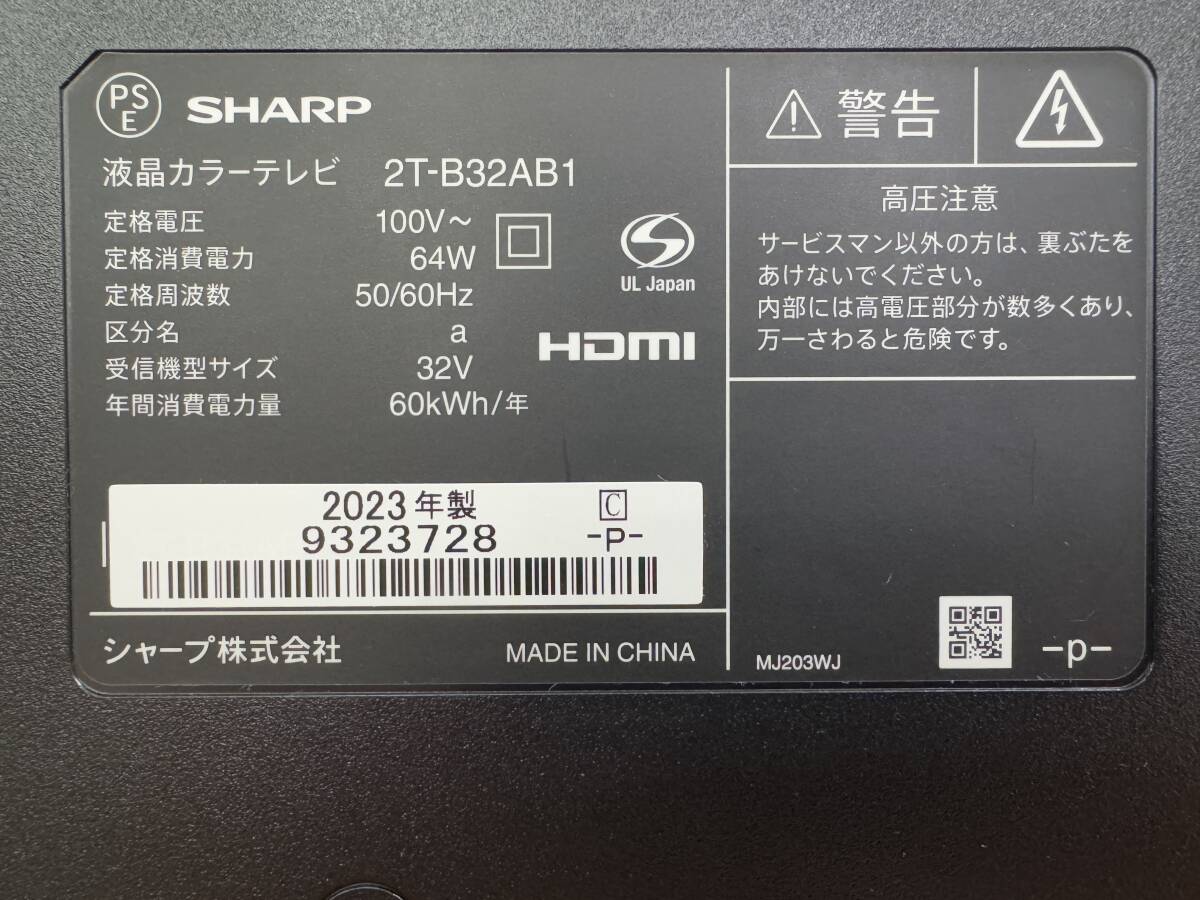 PSE SHARP
液晶カラーテレビ 2T-B32AB1
定格電圧 100V～
定格消費電力 64W
定格周波数 50/60Hz
区分名 a
受信機型サイズ 32V
年間消費電力量 60kWh/年
UL Japan
HDMI
2023年製 C
9323728 -P-
シャープ株式会社 MADE IN CHINA
警告
高圧注意
サービスマン以外の方は、裏ぶたを
あけないでください。
内部には高電圧部分が数多くあり、
万一さわると危険です。
MJ203WJ -p-